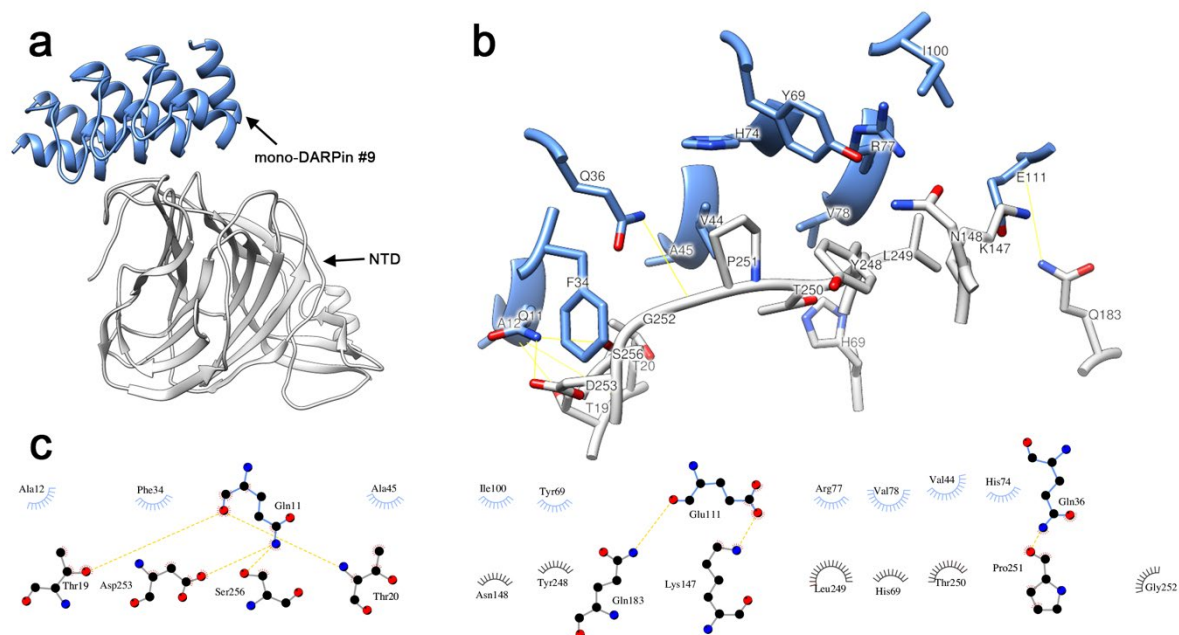 a
b
mono-DARPin #9
NTD
I100
Y69
H74
R77
Q36
E111
V44
V78
A45
P251
N148
K147
F34
Y248
L249
T250
Q11
A12
G252
S256
T20
H69
Q183
D253
T19
c
Ala12
Phe34
Gln11
Ala45
Ile100
Tyr69
Glu111
Arg77
Val78
Val44
His74
Gln36
Thr19
Asp253
Ser256
Thr20
Asn148
Tyr248
Gln183
Lys147
Leu249
His69
Thr250
Pro251
Gly252